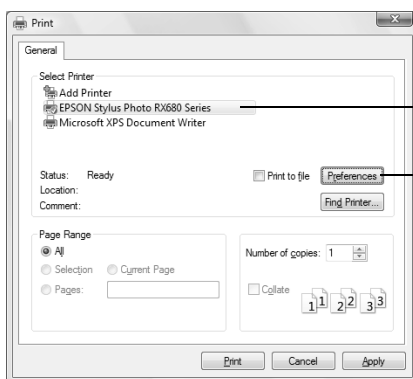 Print
General
Select Printer
Add Printer
EPSON Stylus Photo RX680 Series
Microsoft XPS Document Writer
Status: Ready
Print to file Preferences
Location:
Comment:
Find Printer...
Page Range
All
Selection Current Page
Pages:
Number of copies: 1
Collate
1 1 2 2 3 3
Print Cancel Apply